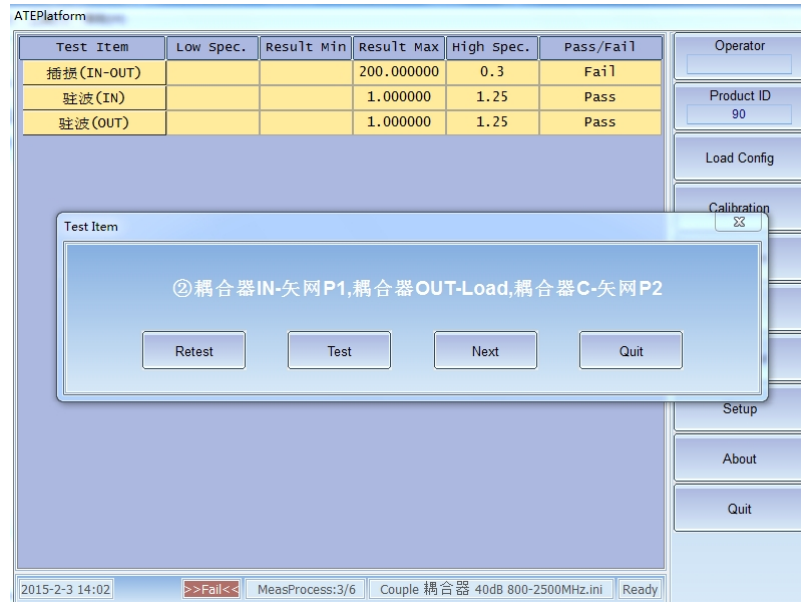 ATEPlatform
Test Item Low Spec. Result Min Result Max High Spec. Pass/Fail
插损(IN-OUT) 200.000000 0.3 Fail
驻波(IN) 1.000000 1.25 Pass
驻波(OUT) 1.000000 1.25 Pass
Operator
Product ID
90
Load Config
Calibration
Test Item
②耦合器IN-矢网P1,耦合器OUT-Load,耦合器C-矢网P2
Retest Test Next Quit
Setup
About
Quit
2015-2-3 14:02 >>Fail<< MeasProcess:3/6 Couple 耦合器 40dB 800-2500MHz.ini Ready